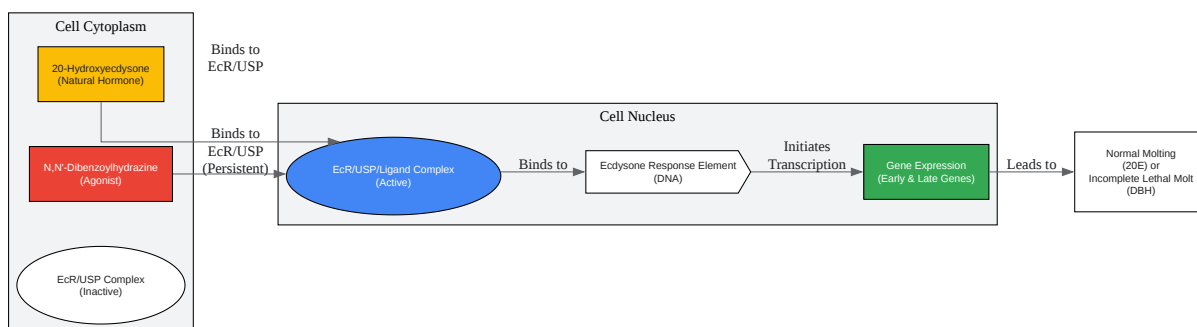 Cell Cytoplasm
20-Hydroxyecdysone
(Natural Hormone)
Binds to
EcR/USP
N,N'-Dibenzoylhydrazine
(Agonist)
Binds to
EcR/USP
(Persistent)
EcR/USP Complex
(Inactive)
Cell Nucleus
EcR/USP/Ligand Complex
(Active)
Binds to
Ecdysone Response Element
(DNA)
Initiates
Transcription
Gene Expression
(Early & Late Genes)
Leads to
Normal Molting
(20E) or
Incomplete Lethal Molt
(DBH)